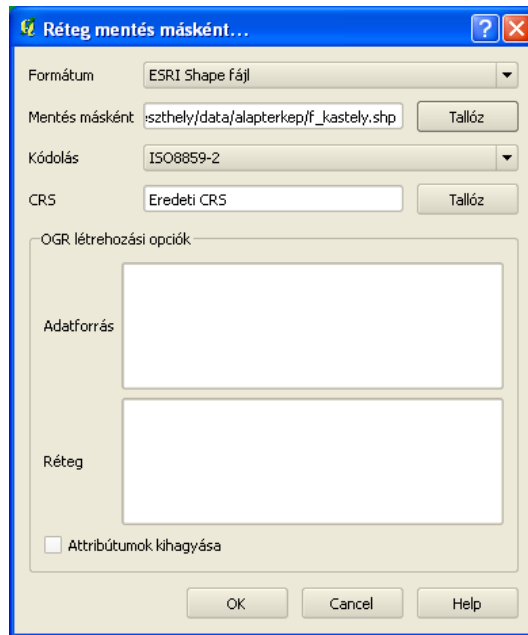 Réteg mentés másként...
Formátum ESRI Shape fájl
Mentés másként eszthely/data/alapterkep/f_kastely.shp Tallóz
Kódolás ISO8859-2
CRS Eredeti CRS Tallóz
OGR létrehozási opciók
Adatforrás
Réteg
Attribútumok kihagyása
OK Cancel Help